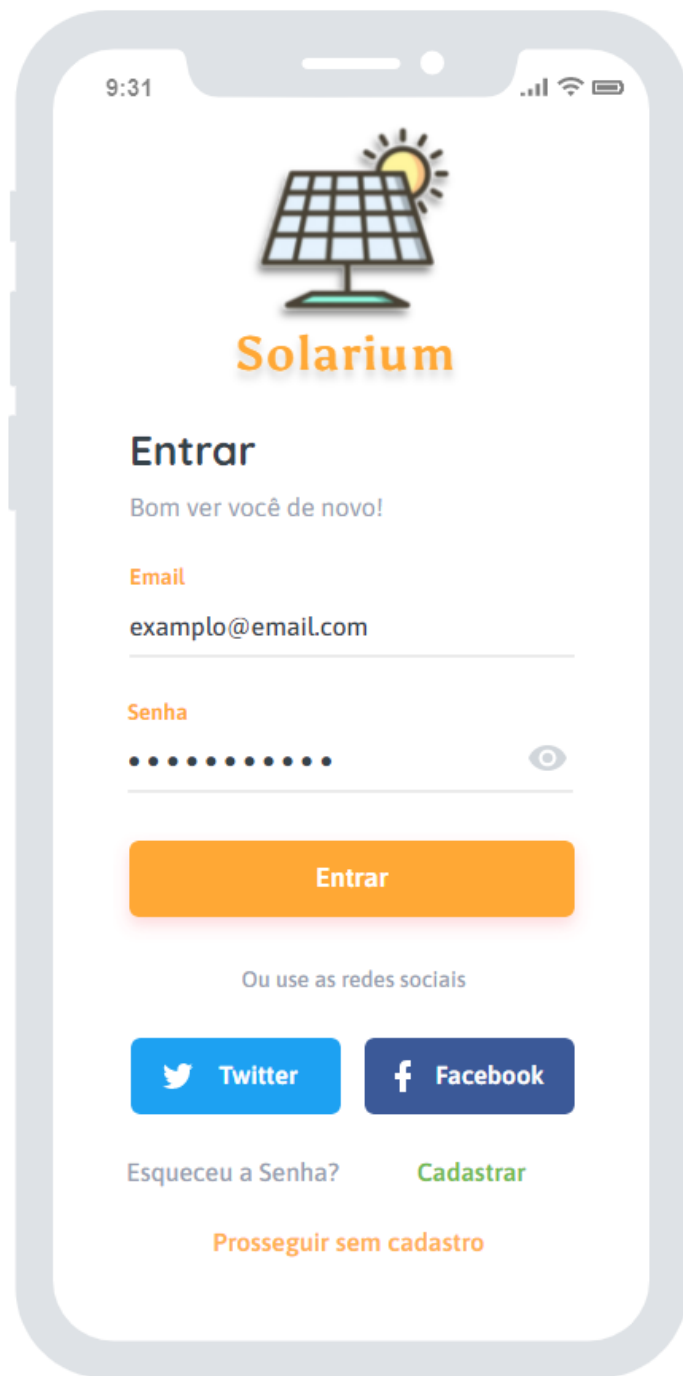 9:31
Solarium
Entrar
Bom ver você de novo!
Email
examplo@email.com
Senha
•••••••••••
Entrar
Ou use as redes sociais
Twitter
Facebook
Esqueceu a Senha?
Cadastrar
Prosseguir sem cadastro